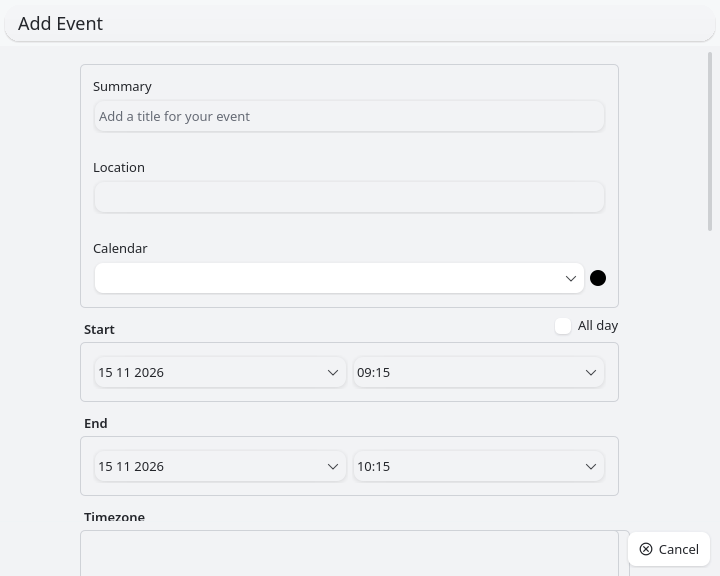 Add Event
Summary
Add a title for your event
Location
Calendar
All day
Start
15 11 2026 09:15
End
15 11 2026 10:15
Timezone
Cancel